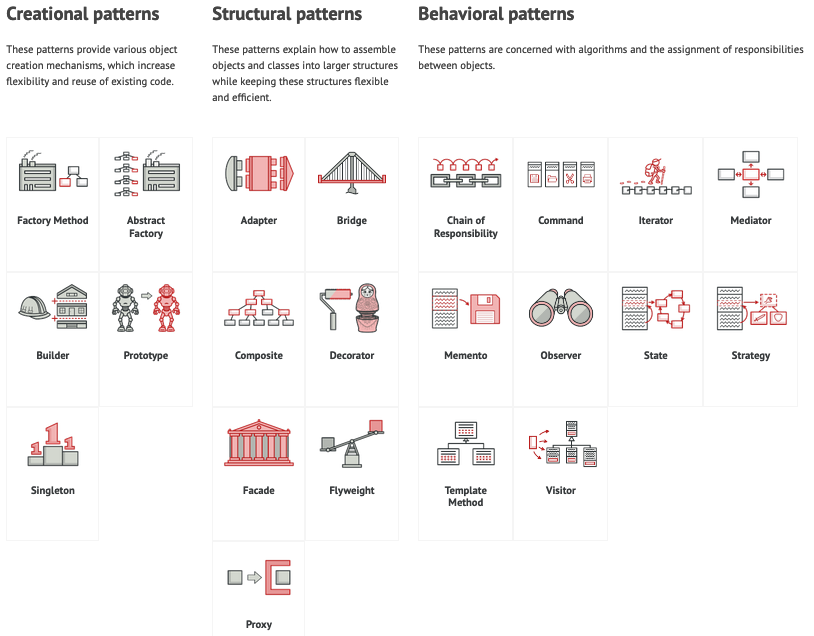 Creational patterns
These patterns provide various object
creation mechanisms, which increase
flexibility and reuse of existing code.
Factory Method
Abstract
Factory
Builder
Prototype
1
1
1
Singleton
Structural patterns
These patterns explain how to assemble
objects and classes into larger structures
while keeping these structures flexible
and efficient.
Adapter
Bridge
Composite
Decorator
Facade
Flyweight
Proxy
Behavioral patterns
These patterns are concerned with algorithms and the assignment of responsibilities
between objects.
Chain of
Responsibility
Command
Iterator
Mediator
Memento
Observer
State
Strategy
Template
Method
Visitor